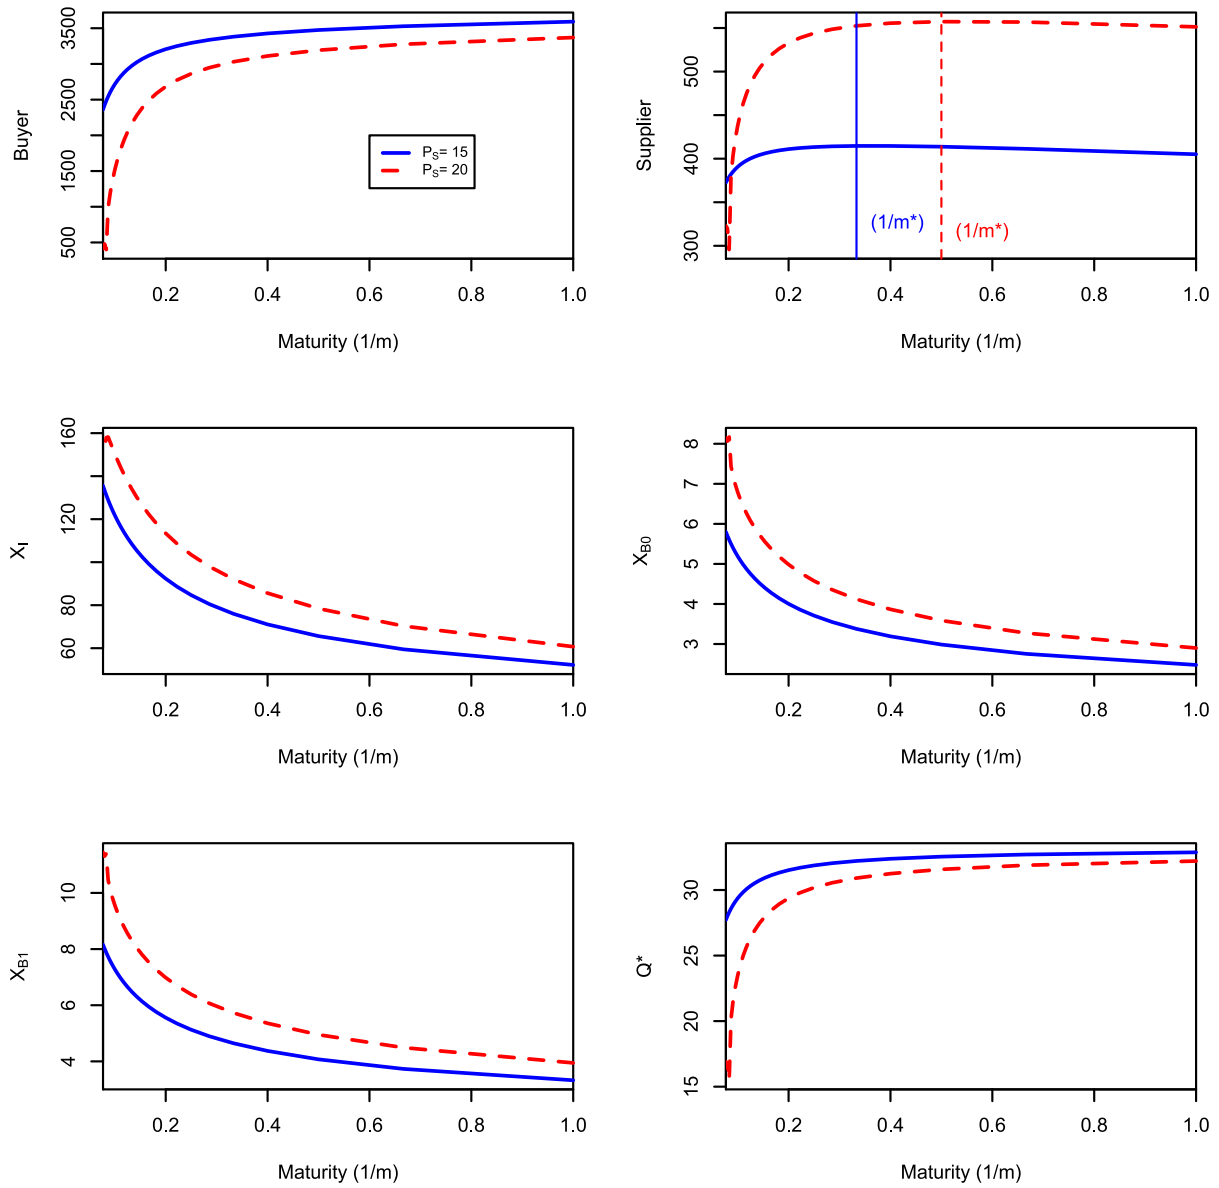 Buyer
500
1500
2500
3500
0.2 0.4 0.6 0.8 1.0
Maturity (1/m)
P_S= 15
P_S= 20
Supplier
300
400
500
0.2 0.4 0.6 0.8 1.0
Maturity (1/m)
(1/m*)
(1/m*)
X_I
60
80
120
160
0.2 0.4 0.6 0.8 1.0
Maturity (1/m)
X_B0
3
4
5
6
7
8
0.2 0.4 0.6 0.8 1.0
Maturity (1/m)
X_B1
4
6
8
10
0.2 0.4 0.6 0.8 1.0
Maturity (1/m)
Q*
15
20
25
30
0.2 0.4 0.6 0.8 1.0
Maturity (1/m)